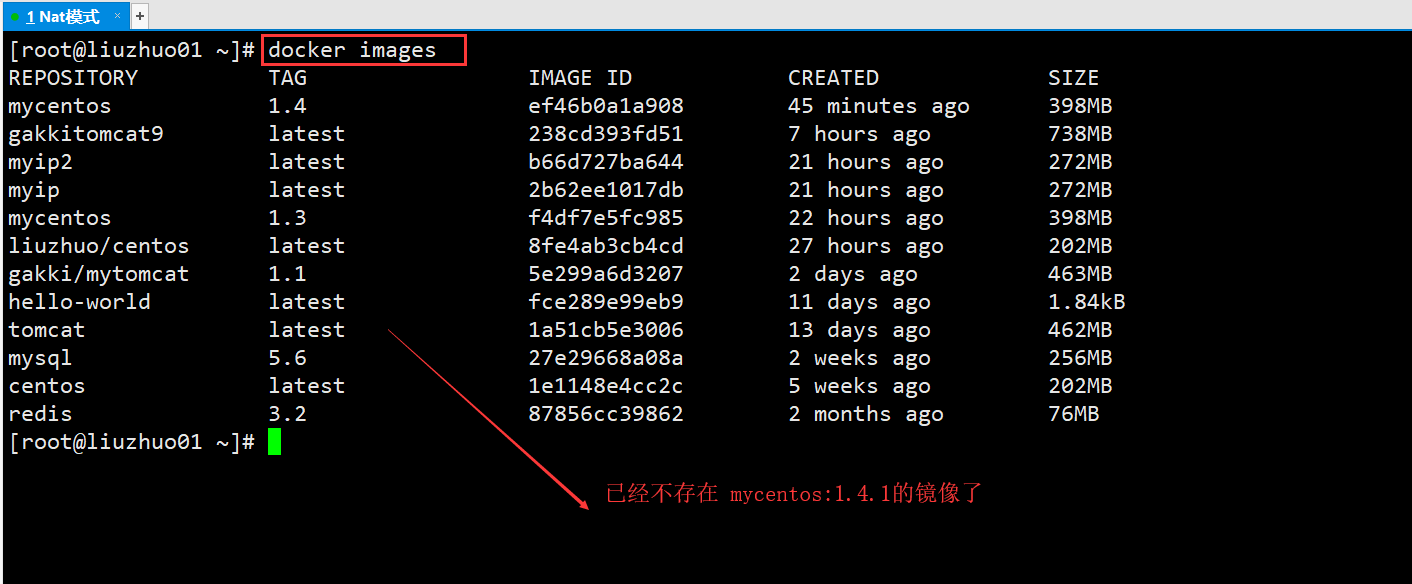 1 Nat模式 × +
[root@liuzhuo01 ~]# docker images
REPOSITORY TAG IMAGE ID CREATED SIZE
mycentos 1.4 ef46b0a1a908 45 minutes ago 398MB
gakkitomcat9 latest 238cd393fd51 7 hours ago 738MB
myip2 latest b66d727ba644 21 hours ago 272MB
myip latest 2b62ee1017db 21 hours ago 272MB
mycentos 1.3 f4df7e5fc985 22 hours ago 398MB
liuzhuo/centos latest 8fe4ab3cb4cd 27 hours ago 202MB
gakki/mytomcat 1.1 5e299a6d3207 2 days ago 463MB
hello-world latest fce289e99eb9 11 days ago 1.84kB
tomcat latest 1a51cb5e3006 13 days ago 462MB
mysql 5.6 27e29668a08a 2 weeks ago 256MB
centos latest 1e1148e4cc2c 5 weeks ago 202MB
redis 3.2 87856cc39862 2 months ago 76MB
[root@liuzhuo01 ~]#
已经不存在 mycentos:1.4.1的镜像了